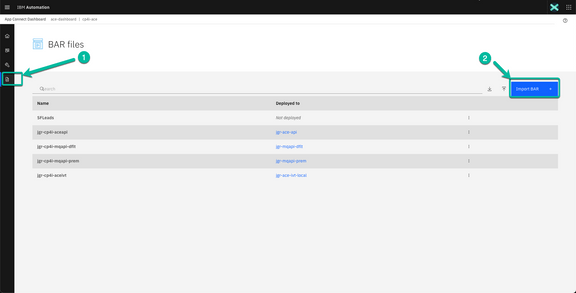 IBM Automation
App Connect Dashboard ace-dashboard | cp4i-ace
BAR files
1
2
Search
Import BAR +
Name Deployed to
SFLeads Not deployed
jgr-cp4i-aceapi jgr-ace-api
jgr-cp4i-mqapi-dflt jgr-mqapi-dflt
jgr-cp4i-mqapi-prem jgr-mqapi-prem
jgr-cp4i-acevrt jgr-ace-vrt-local